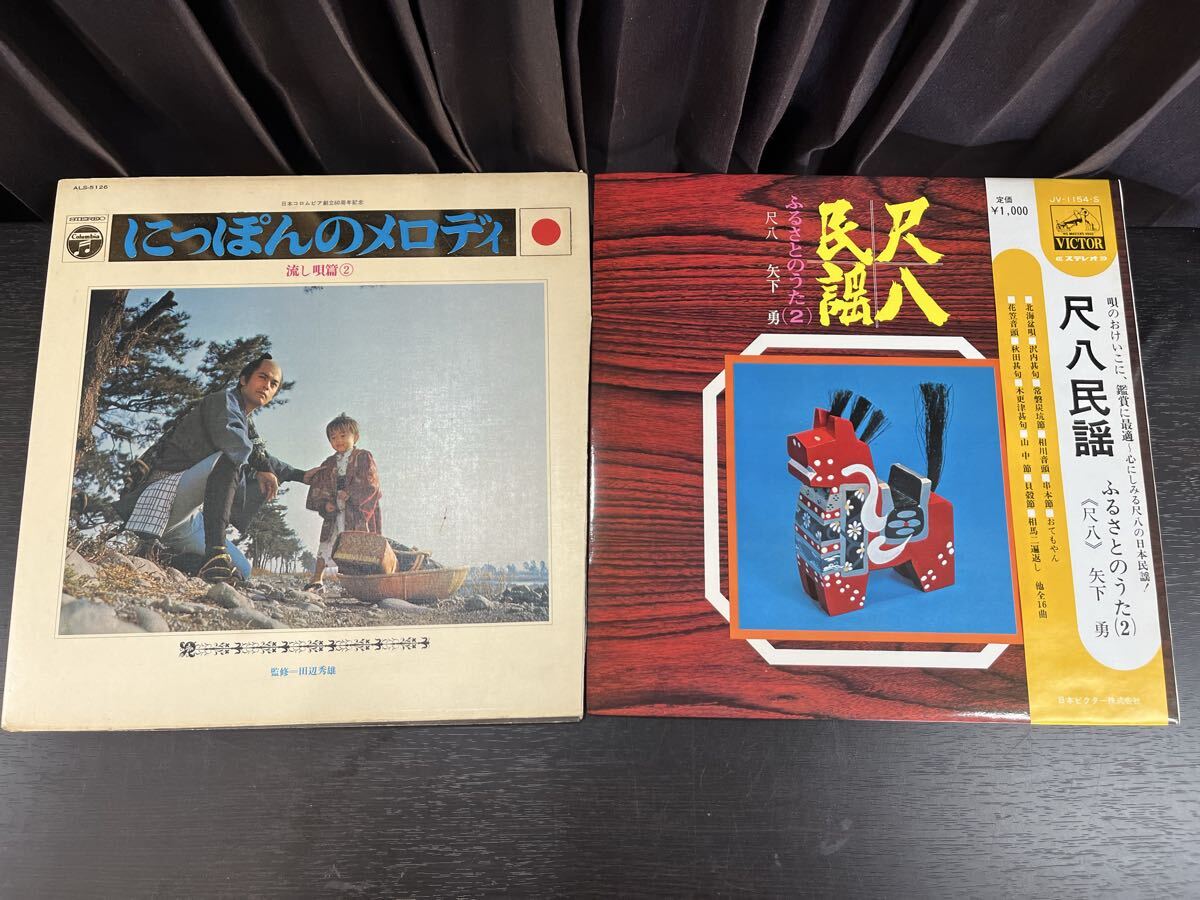 ALS-5126
日本コロムビア創立60周年記念
STEREO
Columbia
にっぽんのメロディ
流し唄篇②
監修―田辺秀雄
尺八
民謡
ふるさとのうた(2)
尺八 矢下 勇
定価
¥1,000
JV-1154-S
VICTOR
≪ステレオ≫
唄のおけいこに、鑑賞に最適〜心にしみる尺八の日本民謡!
尺八民謡
ふるさとのうた(2)
《尺八》 矢下 勇
■北海盆唄■沢内甚句■常磐炭坑節■相川音頭■串本節■おてもやん
■花笠音頭■秋田甚句■木更津甚句■山中節■貝殻節■相馬二遍返し 他全16曲
日本ビクター株式会社